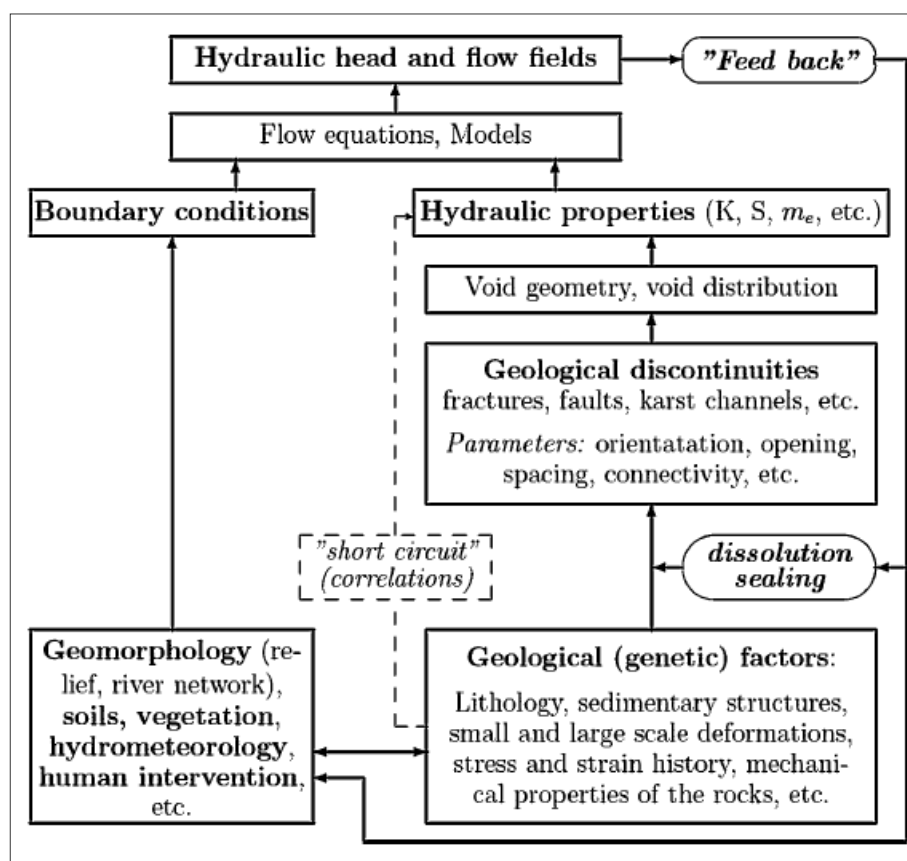 Hydraulic head and flow fields
"Feed back"
Flow equations, Models
Boundary conditions
Hydraulic properties (K, S, mₑ, etc.)
Void geometry, void distribution
Geological discontinuities
fractures, faults, karst channels, etc.
Parameters: orientatation, opening,
spacing, connectivity, etc.
"short circuit"
(correlations)
dissolution
sealing
Geomorphology (re-
lief, river network),
soils, vegetation,
hydrometeorology,
human intervention,
etc.
Geological (genetic) factors:
Lithology, sedimentary structures,
small and large scale deformations,
stress and strain history, mechani-
cal properties of the rocks, etc.